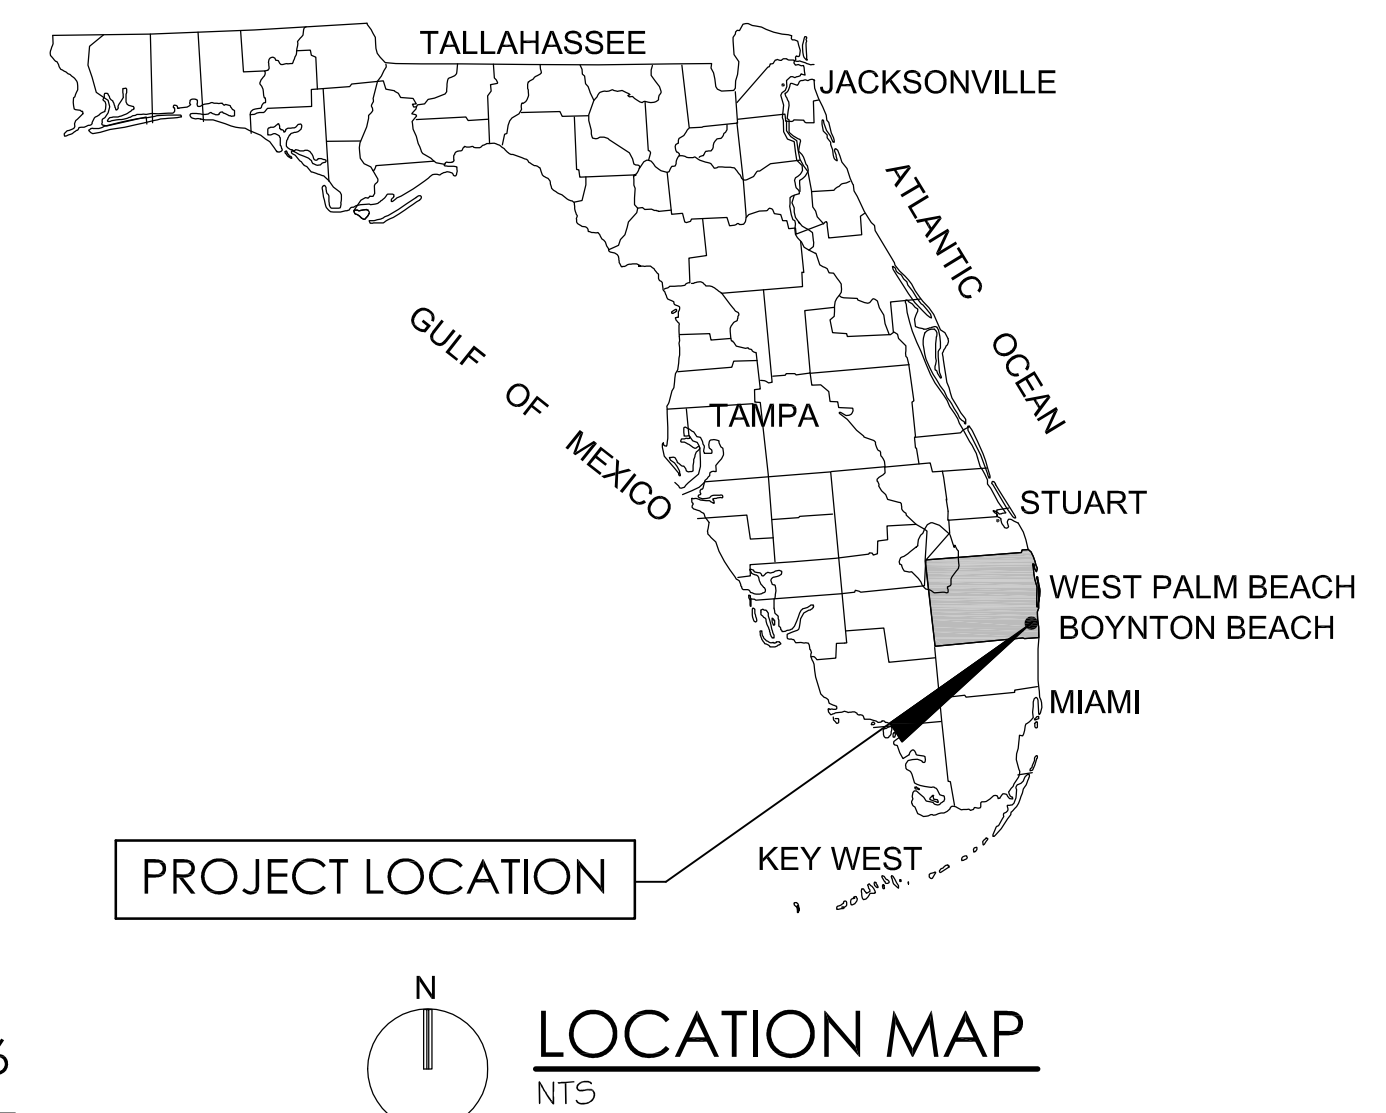 TALLAHASSEE
JACKSONVILLE
ATLANTIC OCEAN
GULF OF MEXICO
TAMPA
STUART
WEST PALM BEACH
BOYNTON BEACH
MIAMI
KEY WEST
PROJECT LOCATION
N
LOCATION MAP
NTS